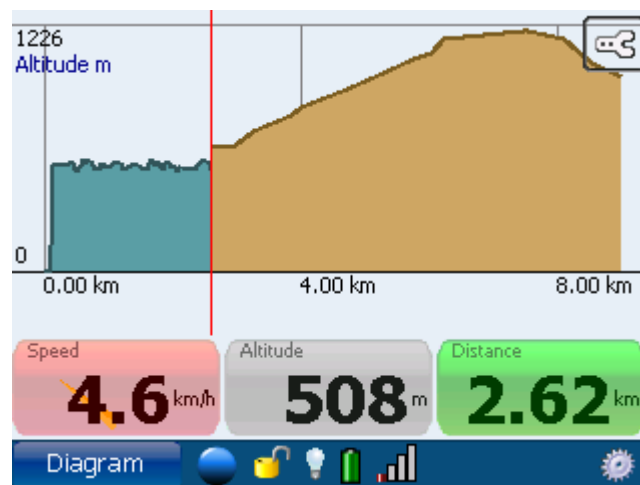 1226
Altitude m
0
0.00 km
4.00 km
8.00 km
Speed
4.6 km/h
Altitude
508 m
Distance
2.62 km
Diagram